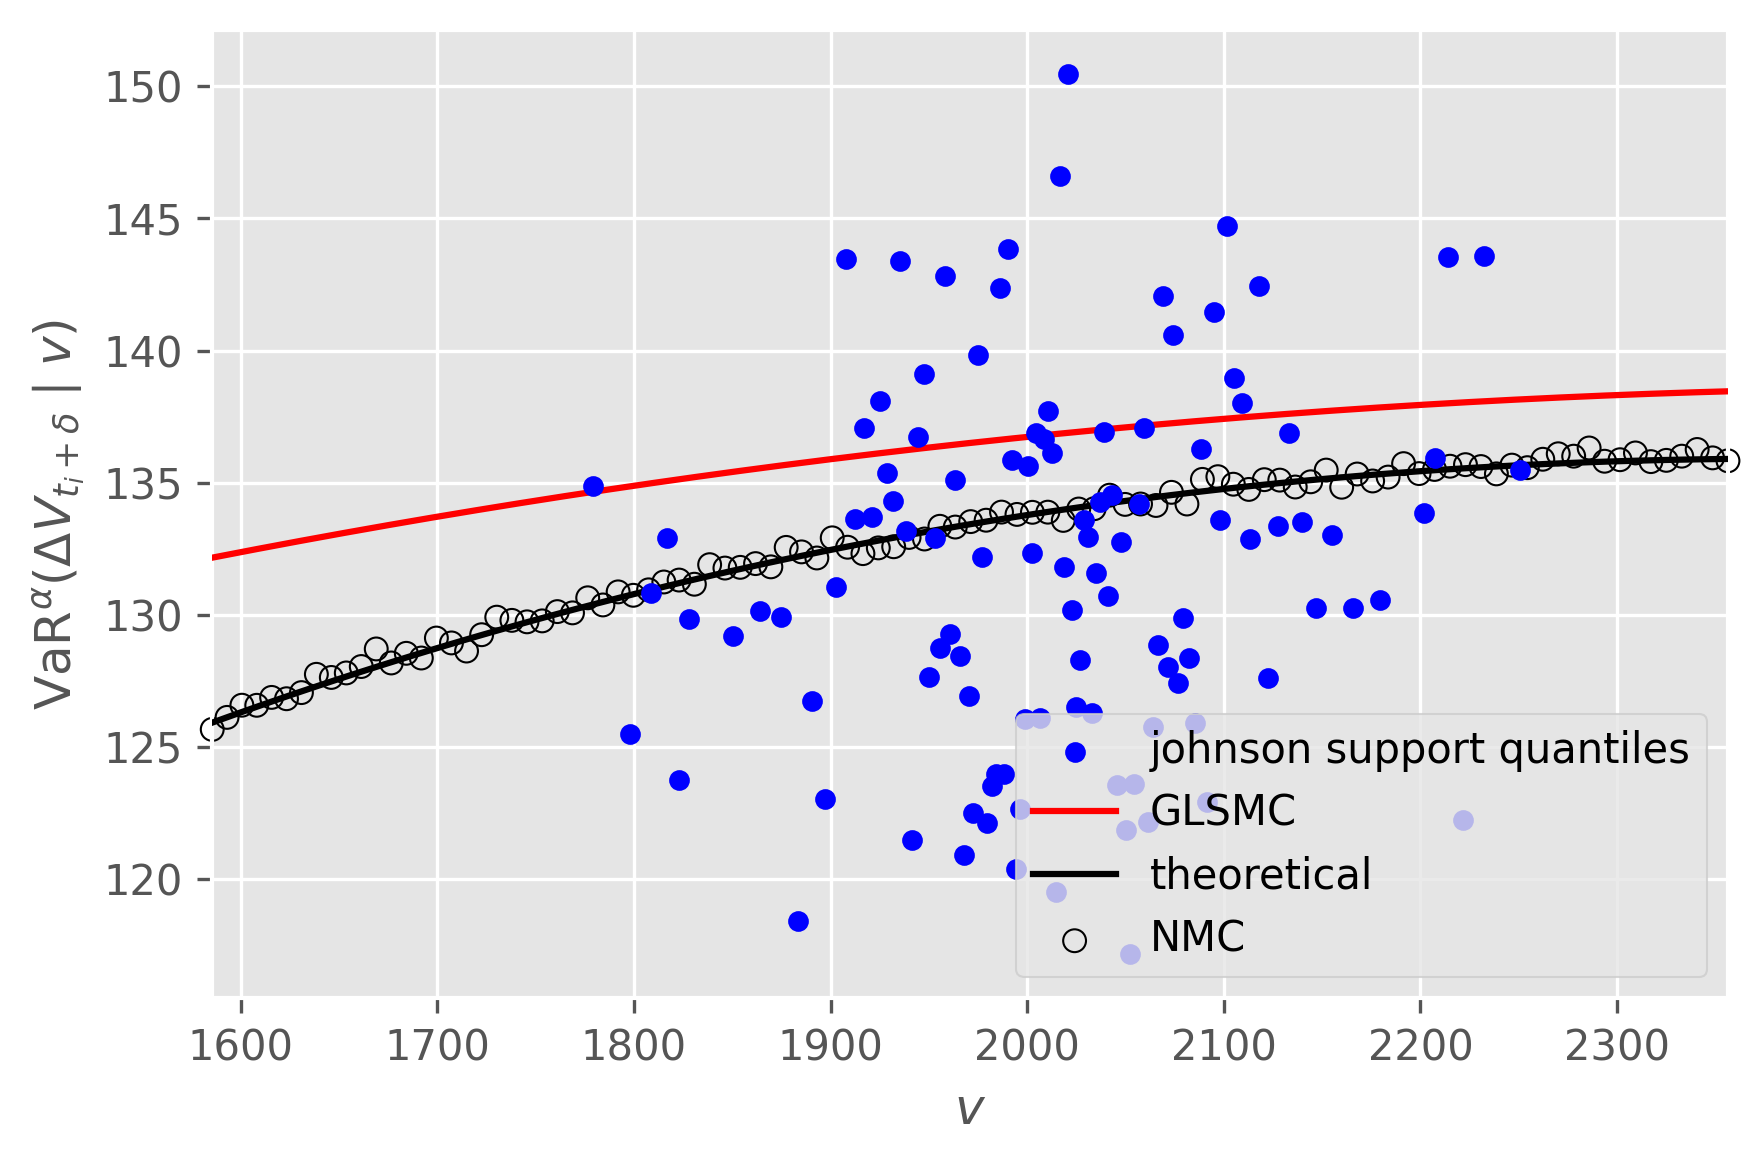 150
145
140
135
130
125
120
VaR^α(ΔV_{t_i+δ} | v)
johnson support quantiles
GLSMC
theoretical
NMC
1600 1700 1800 1900 2000 2100 2200 2300
v